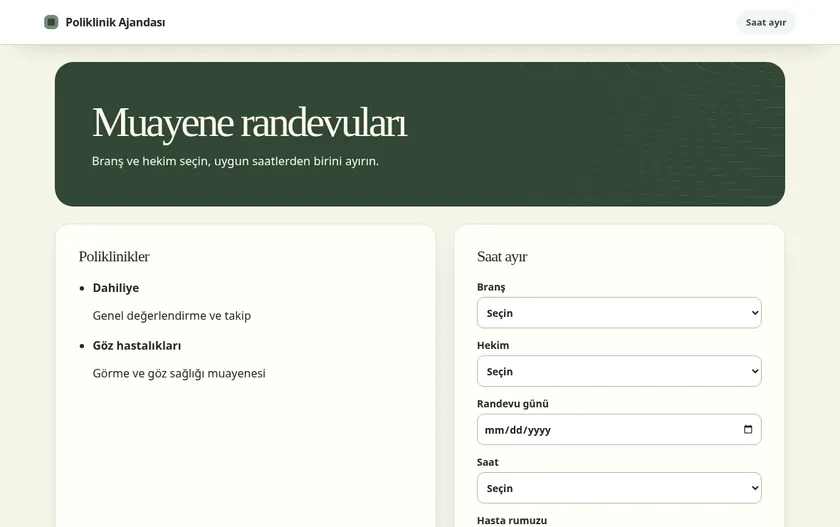 Poliklinik Ajandası
Saat ayır
Muayene randevuları
Branş ve hekim seçin, uygun saatlerden birini ayırın.
Poliklinikler
Dahiliye
Genel değerlendirme ve takip
Göz hastalıkları
Görme ve göz sağlığı muayenesi
Saat ayır
Branş
Seçin
Hekim
Seçin
Randevu günü
mm/dd/yyyy
Saat
Seçin
Hasta rumuzu